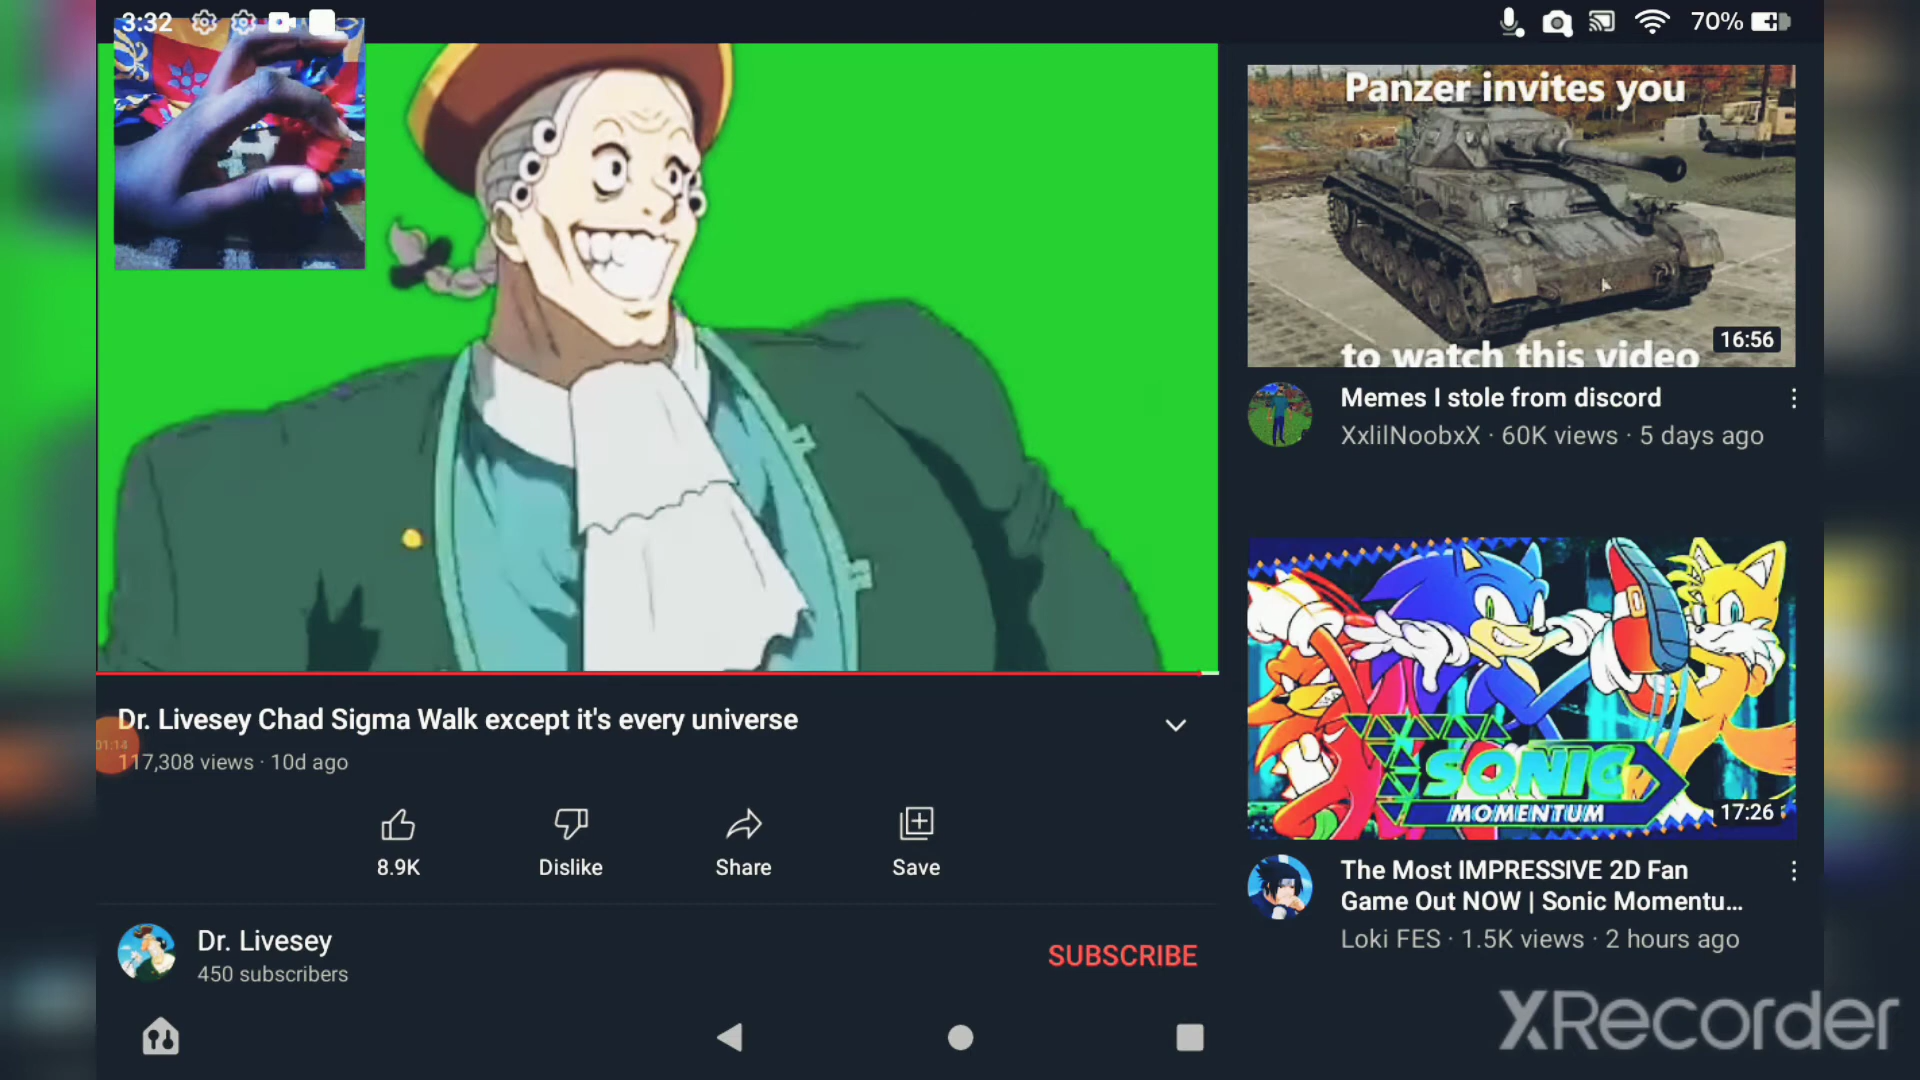 3:32
70%
Panzer invites you
to watch this video
16:56
Memes I stole from discord
XxlilNoobxX · 60K views · 5 days ago
SONIC
MOMENTUM
17:26
The Most IMPRESSIVE 2D Fan
Game Out NOW | Sonic Momentu...
Loki FES · 1.5K views · 2 hours ago
Dr. Livesey Chad Sigma Walk except it's every universe
01:14
117,308 views · 10d ago
8.9K
Dislike
Share
Save
Dr. Livesey
450 subscribers
SUBSCRIBE
XRecorder